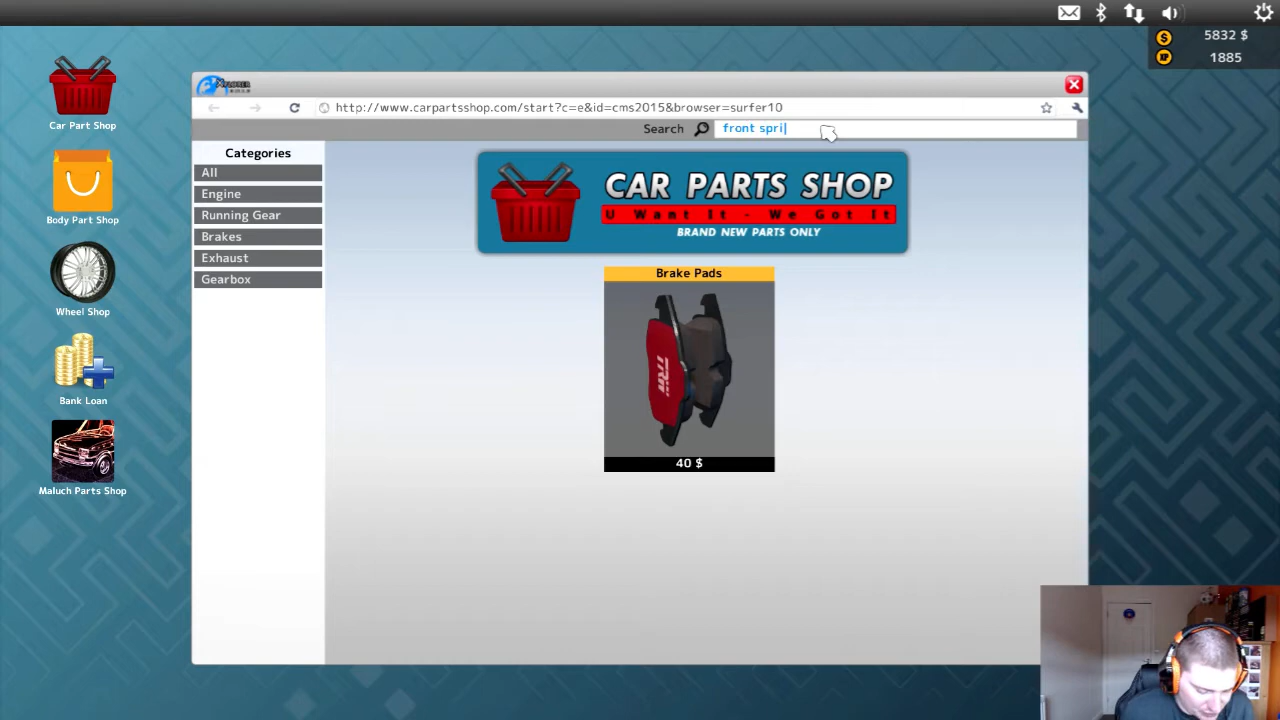 5832 $
1885
Car Part Shop
Body Part Shop
Wheel Shop
Bank Loan
Maluch Parts Shop
http://www.carpartsshop.com/start?c=e&id=cms2015&browser=surfer10
Search front spri
Categories
All
Engine
Running Gear
Brakes
Exhaust
Gearbox
CAR PARTS SHOP
U Want It - We Got It
BRAND NEW PARTS ONLY
Brake Pads
TRW
40 $